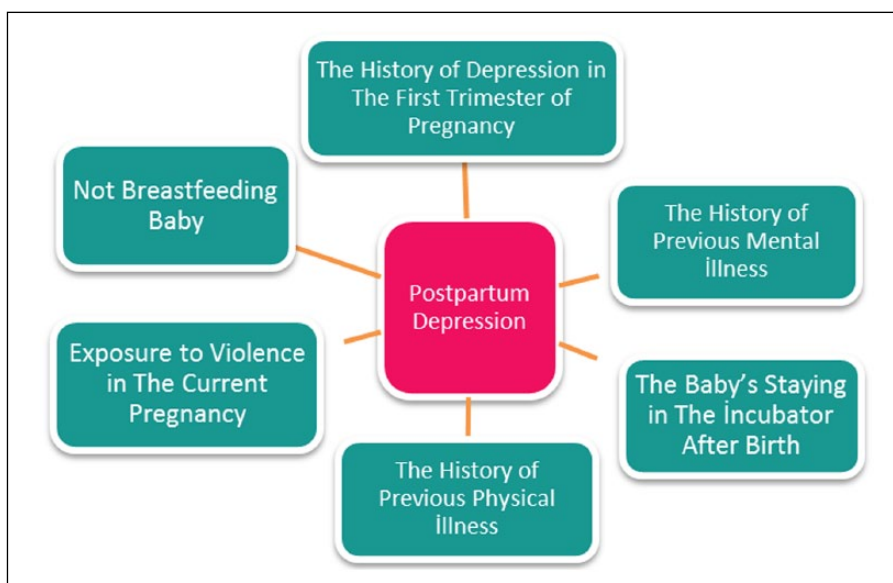 The History of Depression in
The First Trimester of
Pregnancy
Not Breastfeeding
Baby
The History of
Previous Mental
İllness
Postpartum
Depression
Exposure to Violence
in The Current
Pregnancy
The Baby’s Staying
in The İncubator
After Birth
The History of
Previous Physical
İllness